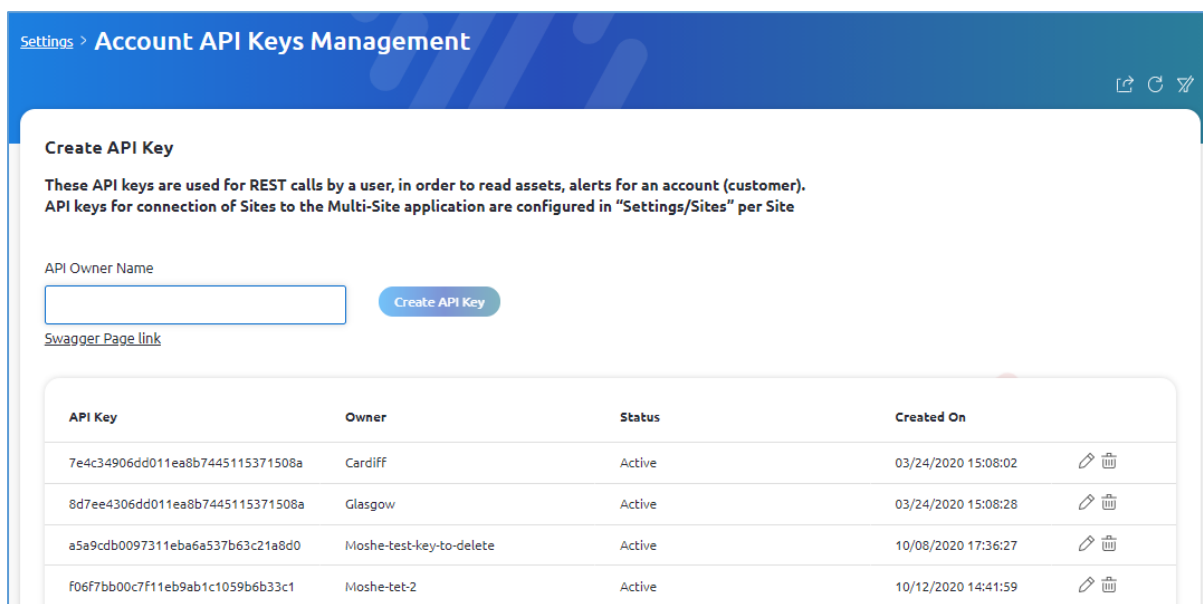 Settings > Account API Keys Management
Create API Key
These API keys are used for REST calls by a user, in order to read assets, alerts for an account (customer).
API keys for connection of Sites to the Multi-Site application are configured in “Settings/Sites” per Site
API Owner Name
Create API Key
Swagger Page link
API Key Owner Status Created On
7e4c34906dd011ea8b7445115371508a Cardiff Active 03/24/2020 15:08:02
8d7ee4306dd011ea8b7445115371508a Glasgow Active 03/24/2020 15:08:28
a5a9cdb0097311eba6a537b63c21a8d0 Moshe-test-key-to-delete Active 10/08/2020 17:36:27
f06f7bb00c7f11eb9ab1c1059b6b33c1 Moshe-tet-2 Active 10/12/2020 14:41:59